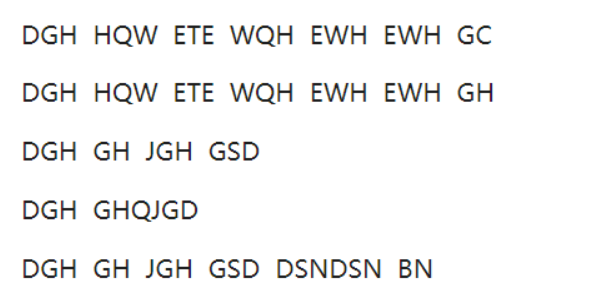 DGH HQW ETE WQH EWH EWH GC
DGH HQW ETE WQH EWH EWH GH
DGH GH JGH GSD
DGH GHQJGD
DGH GH JGH GSD DSNDSN BN